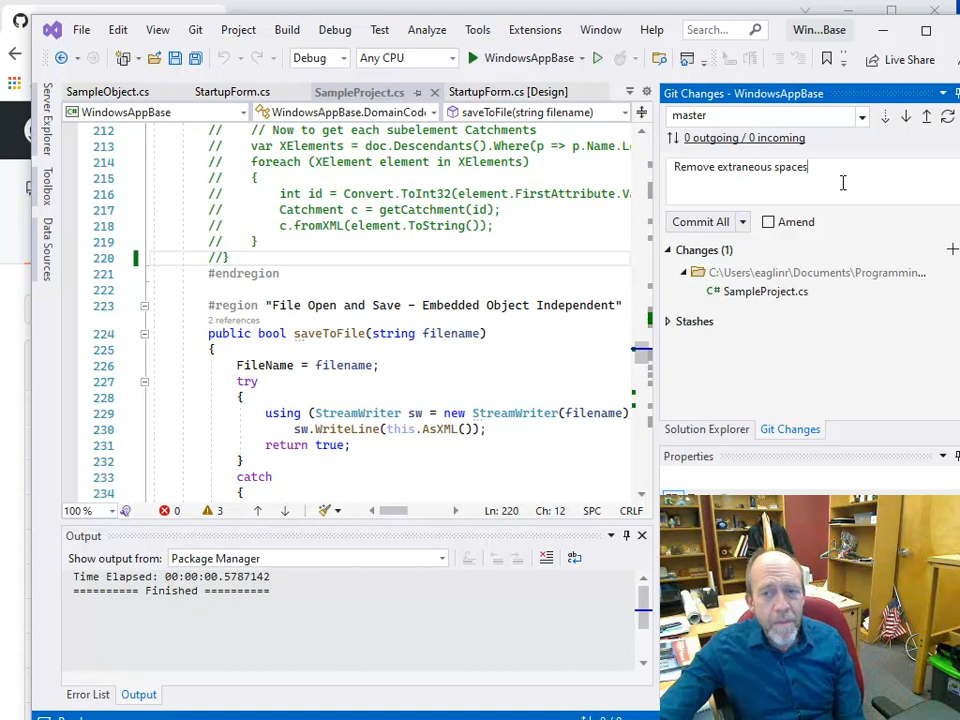 File Edit View Git Project Build Debug Test Analyze Tools Extensions Window Help Search... Win...Base
Debug Any CPU WindowsAppBase Live Share
Server Explorer
Toolbox
Data Sources
SampleObject.cs StartupForm.cs SampleProject.cs StartupForm.cs [Design]
WindowsAppBase WindowsAppBase.DomainCod saveToFile(string filename)
212 // // Now to get each subelement Catchments
213 // var XElements = doc.Descendants().Where(p => p.Name.L
214 // foreach (XElement element in XElements)
215 // {
216 // int id = Convert.ToInt32(element.FirstAttribute.Va
217 // Catchment c = getCatchment(id);
218 // c.fromXML(element.ToString());
219 // }
220 //}
221 #endregion
222
223 #region "File Open and Save - Embedded Object Independent"
2 references
224 public bool saveToFile(string filename)
225 {
226 FileName = filename;
227 try
228 {
229 using (StreamWriter sw = new StreamWriter(filename)
230 sw.WriteLine(this.AsXML());
231 return true;
232 }
233 catch
234 {
100 % 0 3 Ln: 220 Ch: 12 SPC CRLF
Output
Show output from: Package Manager
Time Elapsed: 00:00:00.5787142
========== Finished ==========
Error List Output
Git Changes - WindowsAppBase
master
0 outgoing / 0 incoming
Remove extraneous spaces
Commit All Amend
Changes (1)
C:\Users\eaglinr\Documents\Programmin...
C# SampleProject.cs
Stashes
Solution Explorer Git Changes
Properties